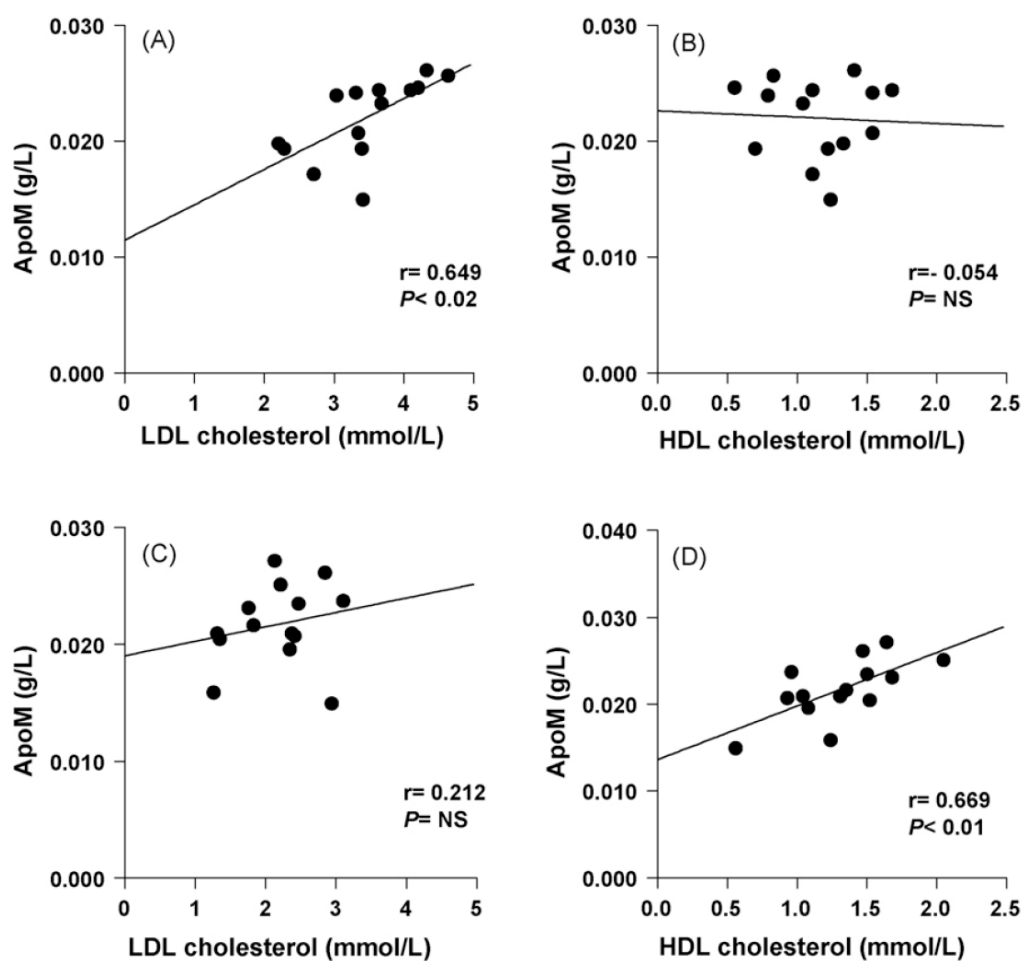 (A)
0.030
0.020
0.010
0.000
ApoM (g/L)
r= 0.649
P< 0.02
0 1 2 3 4 5
LDL cholesterol (mmol/L)
(B)
0.030
0.020
0.010
0.000
ApoM (g/L)
r=- 0.054
P= NS
0.0 0.5 1.0 1.5 2.0 2.5
HDL cholesterol (mmol/L)
(C)
0.030
0.020
0.010
0.000
ApoM (g/L)
r= 0.212
P= NS
0 1 2 3 4 5
LDL cholesterol (mmol/L)
(D)
0.040
0.030
0.020
0.010
0.000
ApoM (g/L)
r= 0.669
P< 0.01
0.0 0.5 1.0 1.5 2.0 2.5
HDL cholesterol (mmol/L)